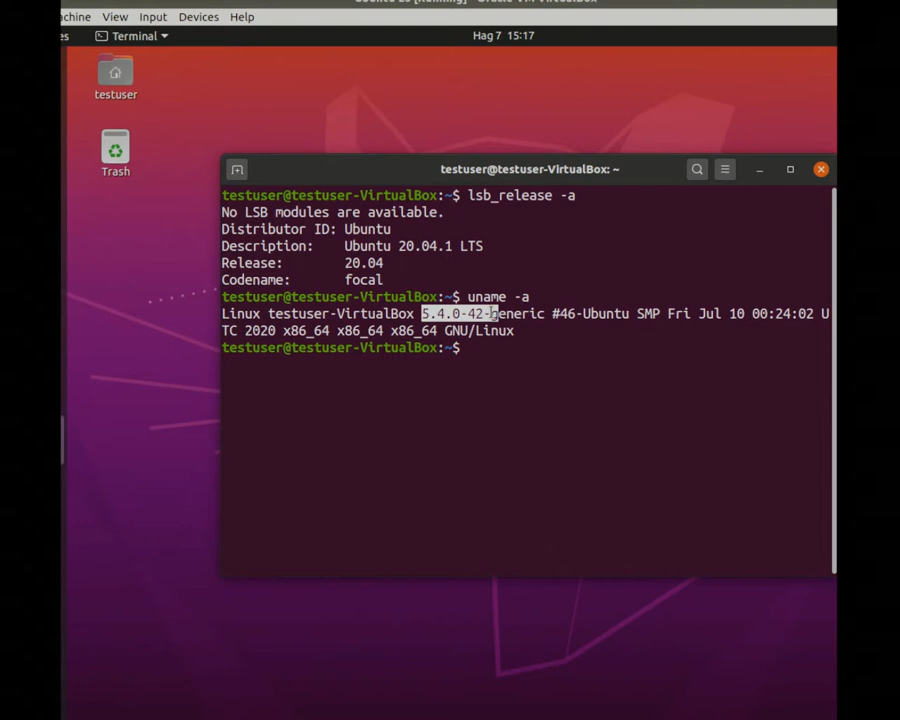 achine View Input Devices Help
es Terminal Hag 7 15:17
testuser
Trash
testuser@testuser-VirtualBox: ~
testuser@testuser-VirtualBox:~$ lsb_release -a
No LSB modules are available.
Distributor ID: Ubuntu
Description: Ubuntu 20.04.1 LTS
Release: 20.04
Codename: focal
testuser@testuser-VirtualBox:~$ uname -a
Linux testuser-VirtualBox 5.4.0-42-generic #46-Ubuntu SMP Fri Jul 10 00:24:02 U
TC 2020 x86_64 x86_64 x86_64 GNU/Linux
testuser@testuser-VirtualBox:~$